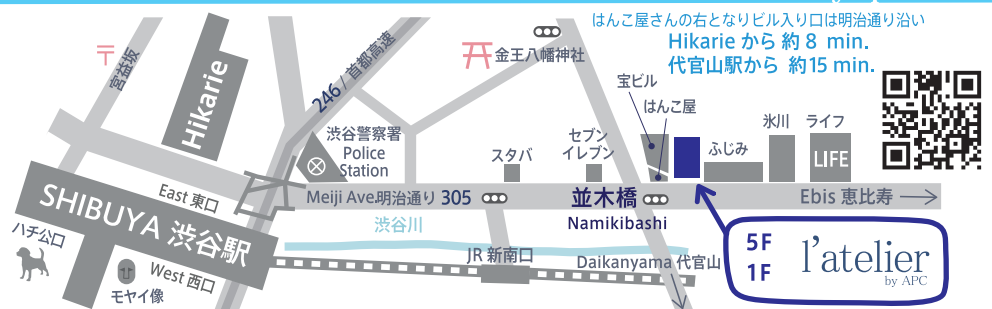 はんこ屋さんの右となりビル入り口は明治通り沿い
Hikarie から 約 8 min.
代官山駅から 約15 min.
宮益坂
Hikarie
246 / 首都高速
金王八幡神社
宝ビル
はんこ屋
渋谷警察署
Police
Station
スタバ
セブン
イレブン
ふじみ
氷川
ライフ
LIFE
East 東口
Meiji Ave.明治通り 305
並木橋
Namikibashi
Ebis 恵比寿
SHIBUYA 渋谷駅
渋谷川
ハチ公口
West 西口
モヤイ像
JR 新南口
Daikanyama 代官山
5F
1F
l'atelier
by APC